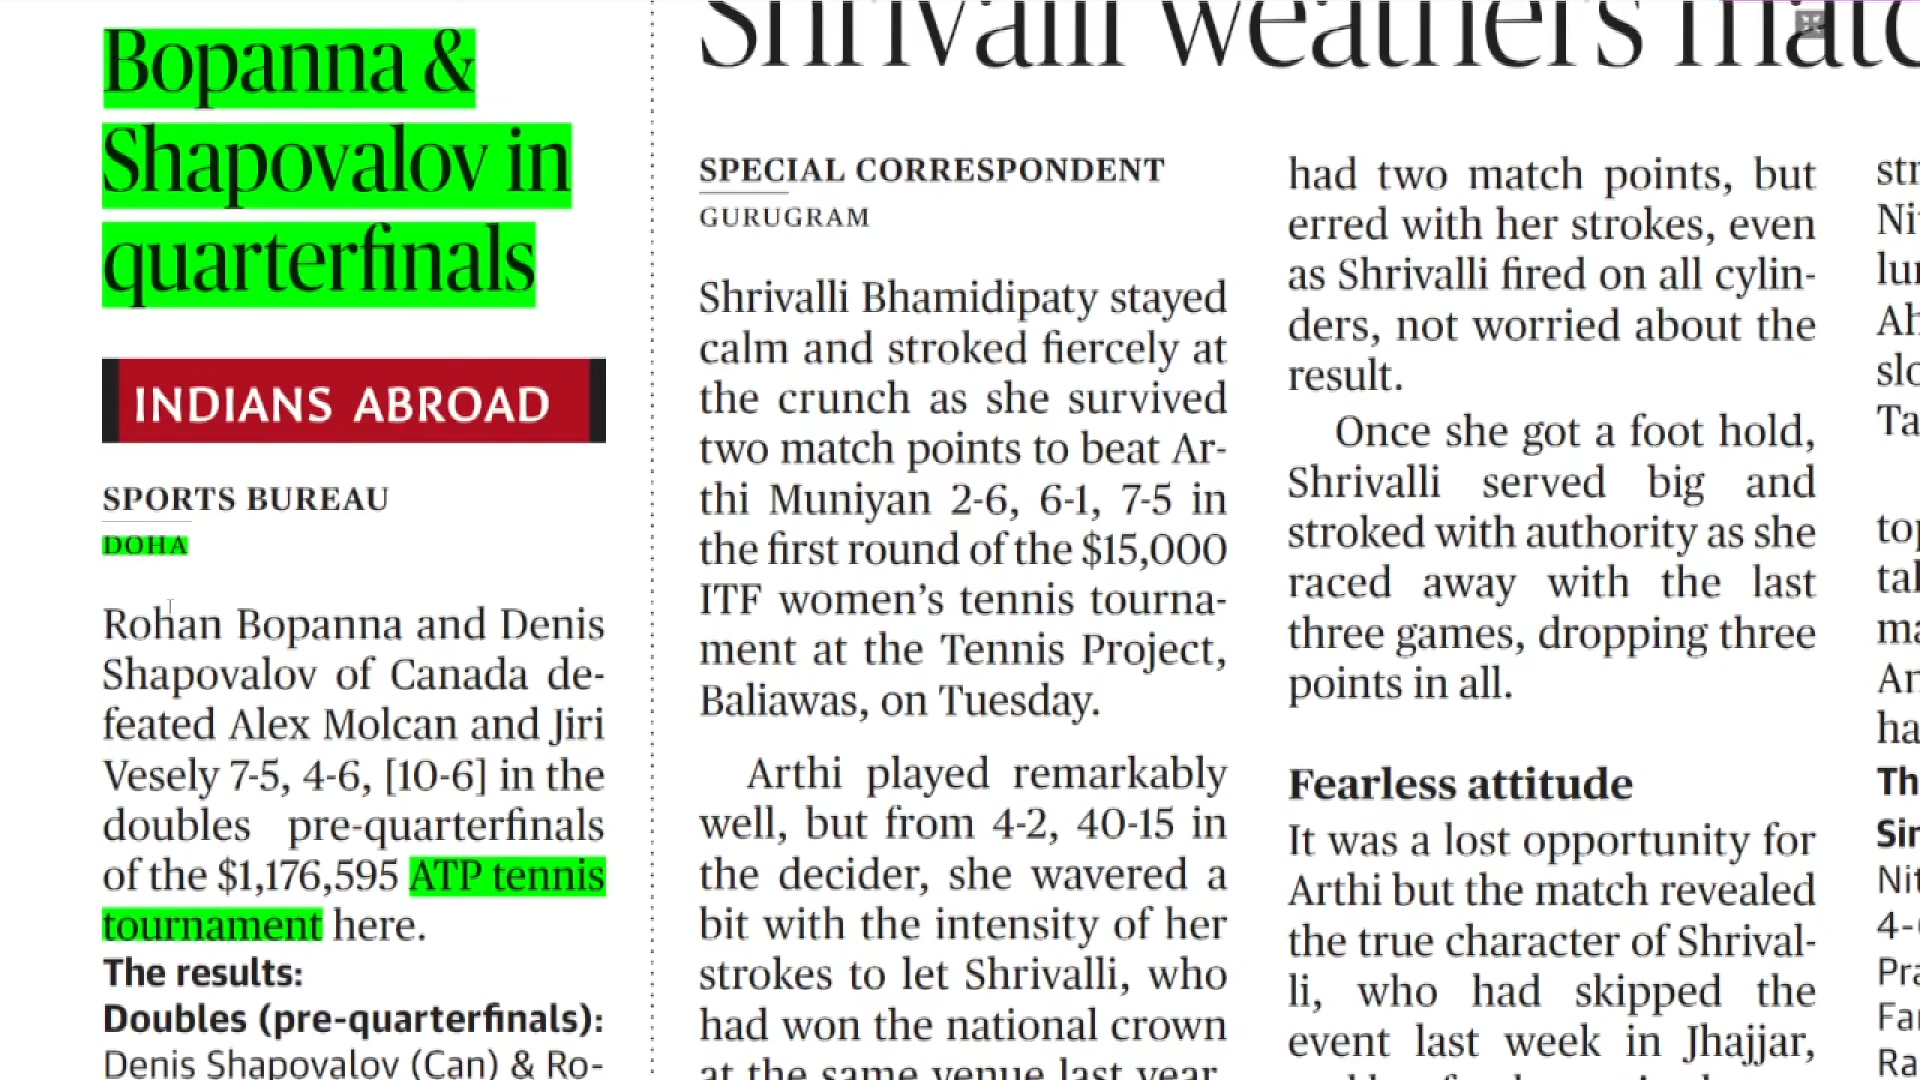 Bopanna &
Shapovalov in
quarterfinals
INDIANS ABROAD
SPORTS BUREAU
DOHA
Rohan Bopanna and Denis
Shapovalov of Canada de-
feated Alex Molcan and Jiri
Vesely 7-5, 4-6, [10-6] in the
doubles pre-quarterfinals
of the $1,176,595 ATP tennis
tournament here.
The results:
Doubles (pre-quarterfinals):
Denis Shapovalov (Can) & Ro-
Shrivalli weathers
SPECIAL CORRESPONDENT
GURUGRAM
Shrivalli Bhamidipaty stayed
calm and stroked fiercely at
the crunch as she survived
two match points to beat Ar-
thi Muniyan 2-6, 6-1, 7-5 in
the first round of the $15,000
ITF women's tennis tourna-
ment at the Tennis Project,
Baliawas, on Tuesday.
Arthi played remarkably
well, but from 4-2, 40-15 in
the decider, she wavered a
bit with the intensity of her
strokes to let Shrivalli, who
had won the national crown
at the same venue last year,
had two match points, but
erred with her strokes, even
as Shrivalli fired on all cylin-
ders, not worried about the
result.
Once she got a foot hold,
Shrivalli served big and
stroked with authority as she
raced away with the last
three games, dropping three
points in all.
Fearless attitude
It was a lost opportunity for
Arthi but the match revealed
the true character of Shrival-
li, who had skipped the
event last week in Jhajjar,